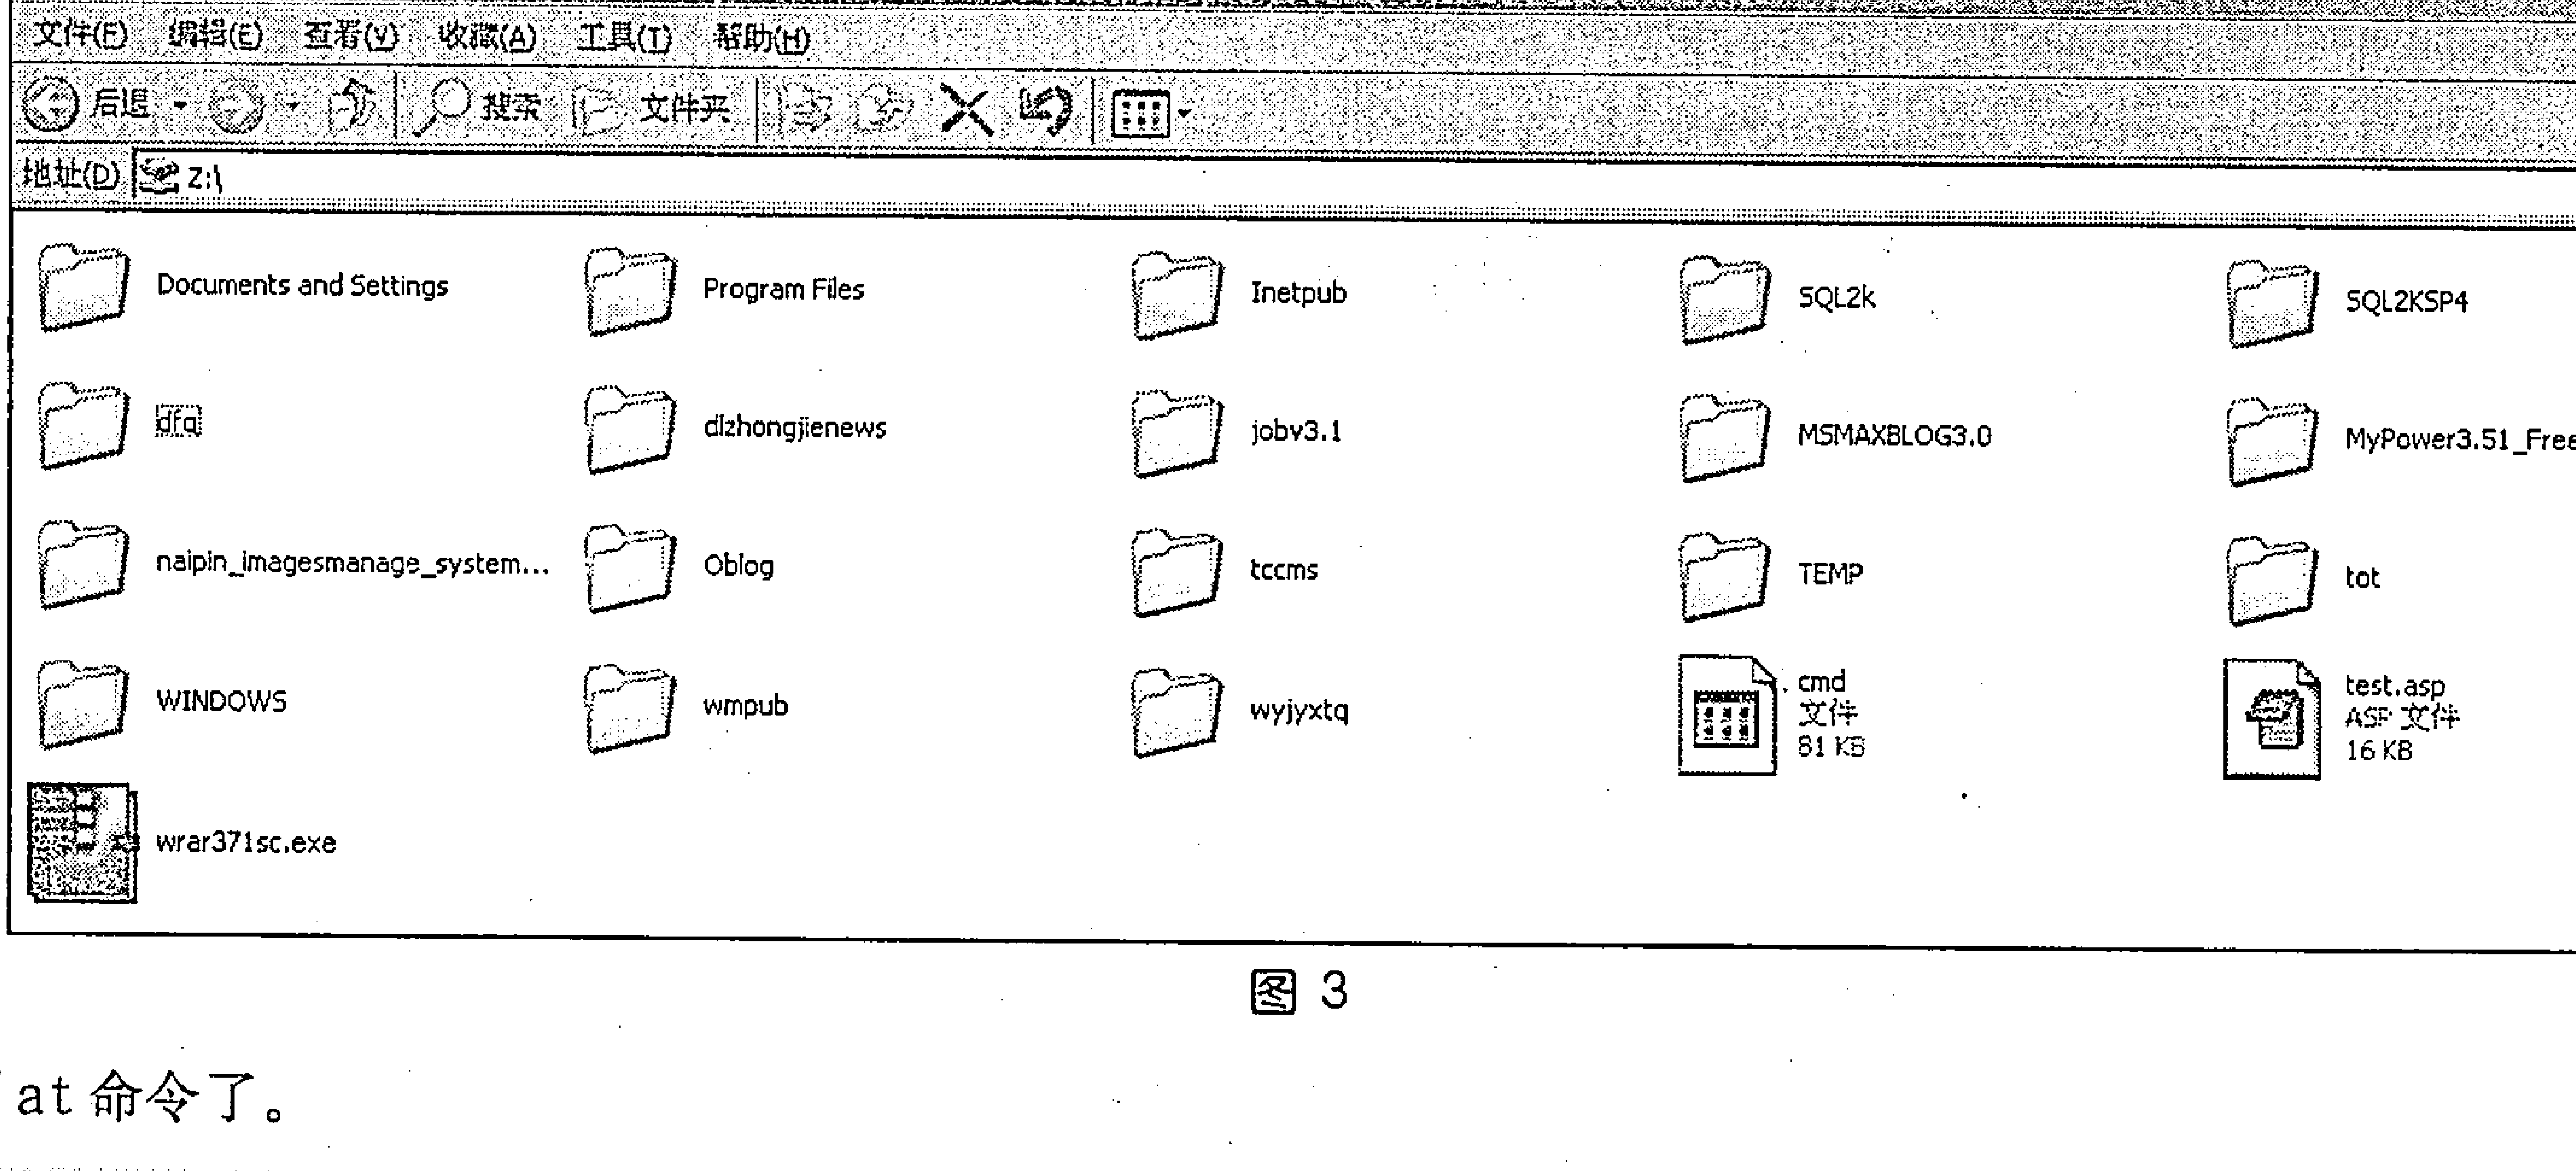 文件(F) 编辑(E) 查看(V) 收藏(A) 工具(T) 帮助(H)
后退 搜索 文件夹
地址(D) Z:\
Documents and Settings Program Files Inetpub SQL2k SQL2KSP4
dfq dlzhongjienews jobv3.1 MSMAXBLOG3.0 MyPower3.51_Free
naipin_imagesmanage_system... Oblog tccms TEMP tot
WINDOWS wmpub wyjyxtq cmd test.asp
文件 ASP 文件
81 KB 16 KB
wrar371sc.exe
图 3
at 命令了。